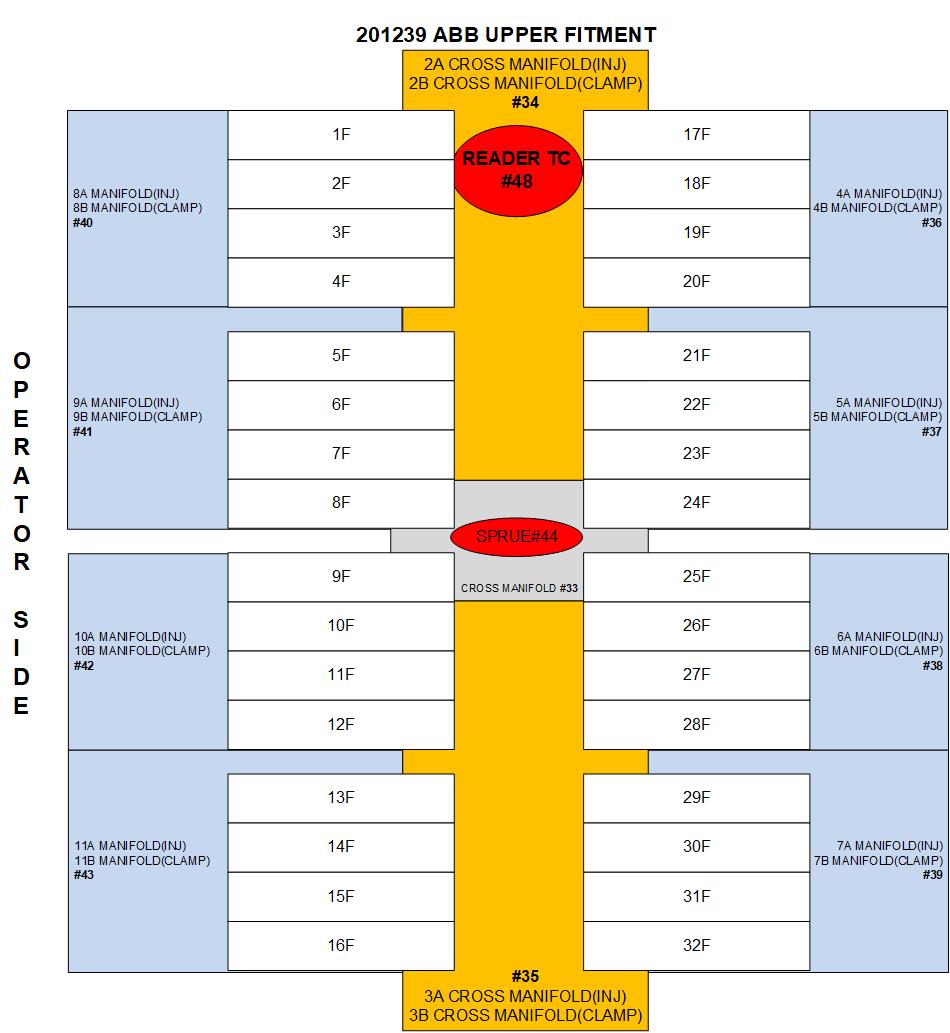 201239 ABB UPPER FITMENT
2A CROSS MANIFOLD(INJ)
2B CROSS MANIFOLD(CLAMP)
#34
READER TC
#48
8A MANIFOLD(INJ)
8B MANIFOLD(CLAMP)
#40
1F
2F
3F
4F
17F
18F
19F
20F
4A MANIFOLD(INJ)
4B MANIFOLD(CLAMP)
#36
OPERATOR SIDE
9A MANIFOLD(INJ)
9B MANIFOLD(CLAMP)
#41
5F
6F
7F
8F
21F
22F
23F
24F
5A MANIFOLD(INJ)
5B MANIFOLD(CLAMP)
#37
SPRUE#44
CROSS MANIFOLD #33
10A MANIFOLD(INJ)
10B MANIFOLD(CLAMP)
#42
9F
10F
11F
12F
25F
26F
27F
28F
6A MANIFOLD(INJ)
6B MANIFOLD(CLAMP)
#38
11A MANIFOLD(INJ)
11B MANIFOLD(CLAMP)
#43
13F
14F
15F
16F
29F
30F
31F
32F
7A MANIFOLD(INJ)
7B MANIFOLD(CLAMP)
#39
#35
3A CROSS MANIFOLD(INJ)
3B CROSS MANIFOLD(CLAMP)